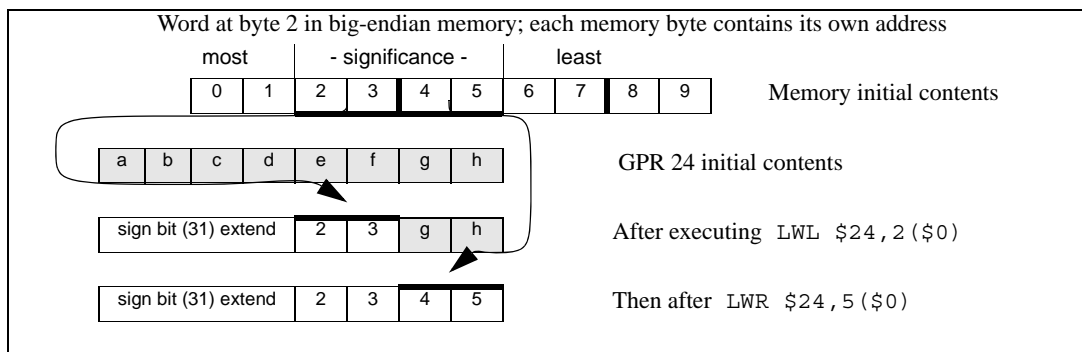 Word at byte 2 in big-endian memory; each memory byte contains its own address
most - significance - least
0 1 2 3 4 5 6 7 8 9 Memory initial contents
a b c d e f g h GPR 24 initial contents
sign bit (31) extend 2 3 g h After executing LWL $24,2($0)
sign bit (31) extend 2 3 4 5 Then after LWR $24,5($0)